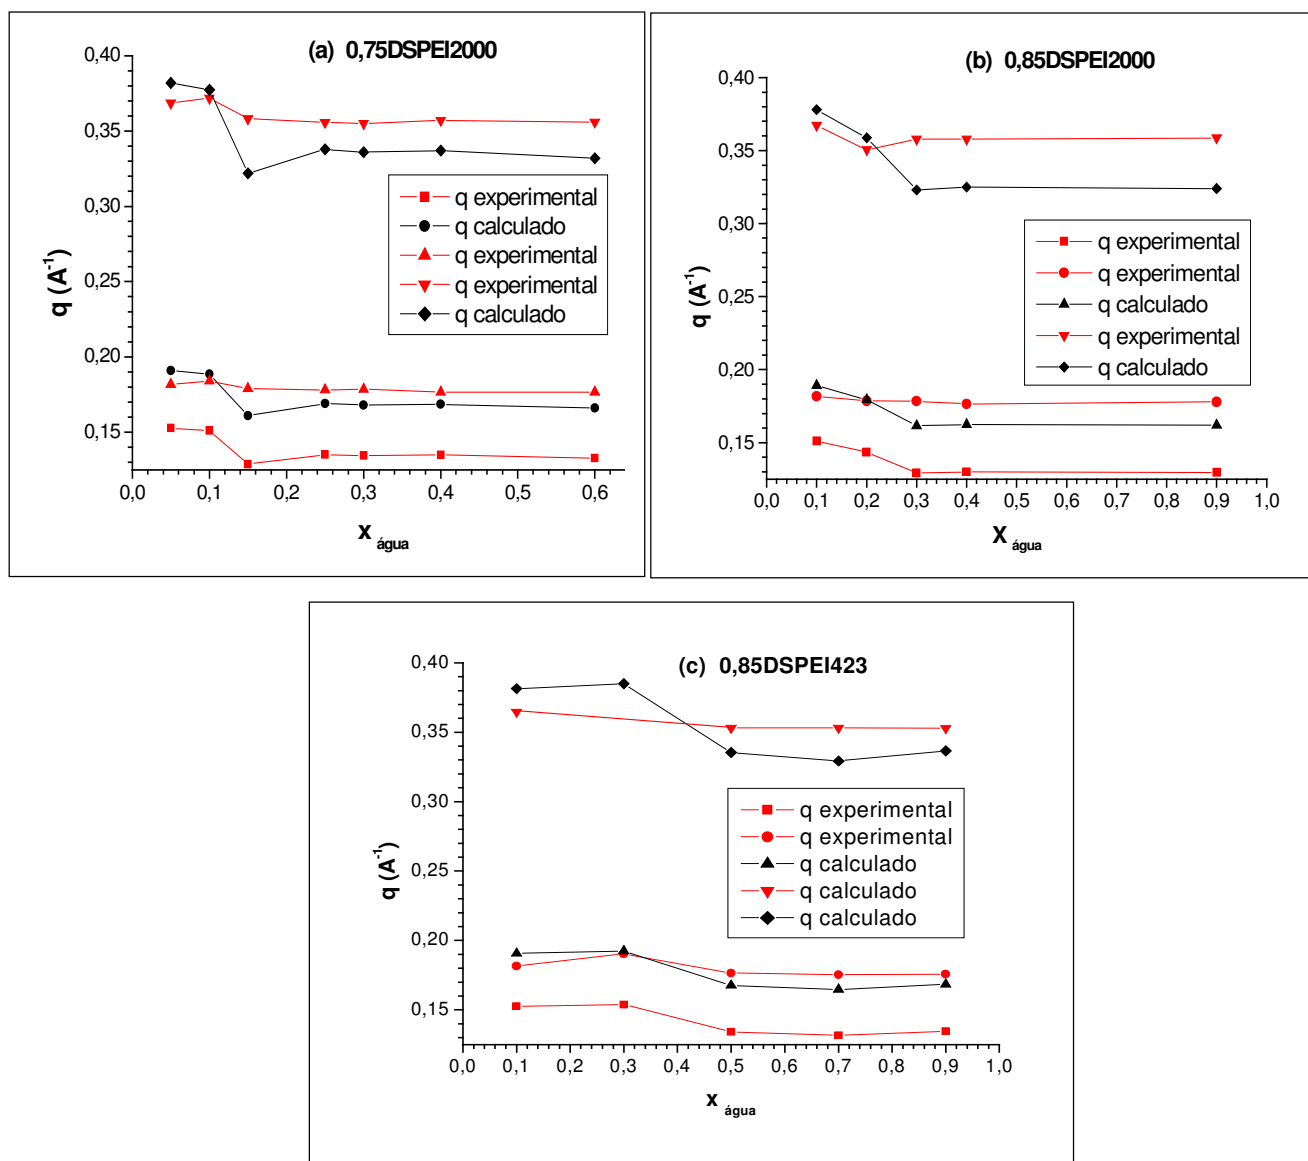 (a) 0,75DSPEI2000
0,40
0,35
0,30
0,25
0,20
0,15
q (A-1)
q experimental
q calculado
q experimental
q experimental
q calculado
0,0 0,1 0,2 0,3 0,4 0,5 0,6
x água
(b) 0,85DSPEI2000
0,40
0,35
0,30
0,25
0,20
0,15
q (A-1)
q experimental
q experimental
q calculado
q experimental
q calculado
0,0 0,1 0,2 0,3 0,4 0,5 0,6 0,7 0,8 0,9 1,0
X água
(c) 0,85DSPEI423
0,40
0,35
0,30
0,25
0,20
0,15
q (A-1)
q experimental
q experimental
q calculado
q calculado
q calculado
0,0 0,1 0,2 0,3 0,4 0,5 0,6 0,7 0,8 0,9 1,0
x água